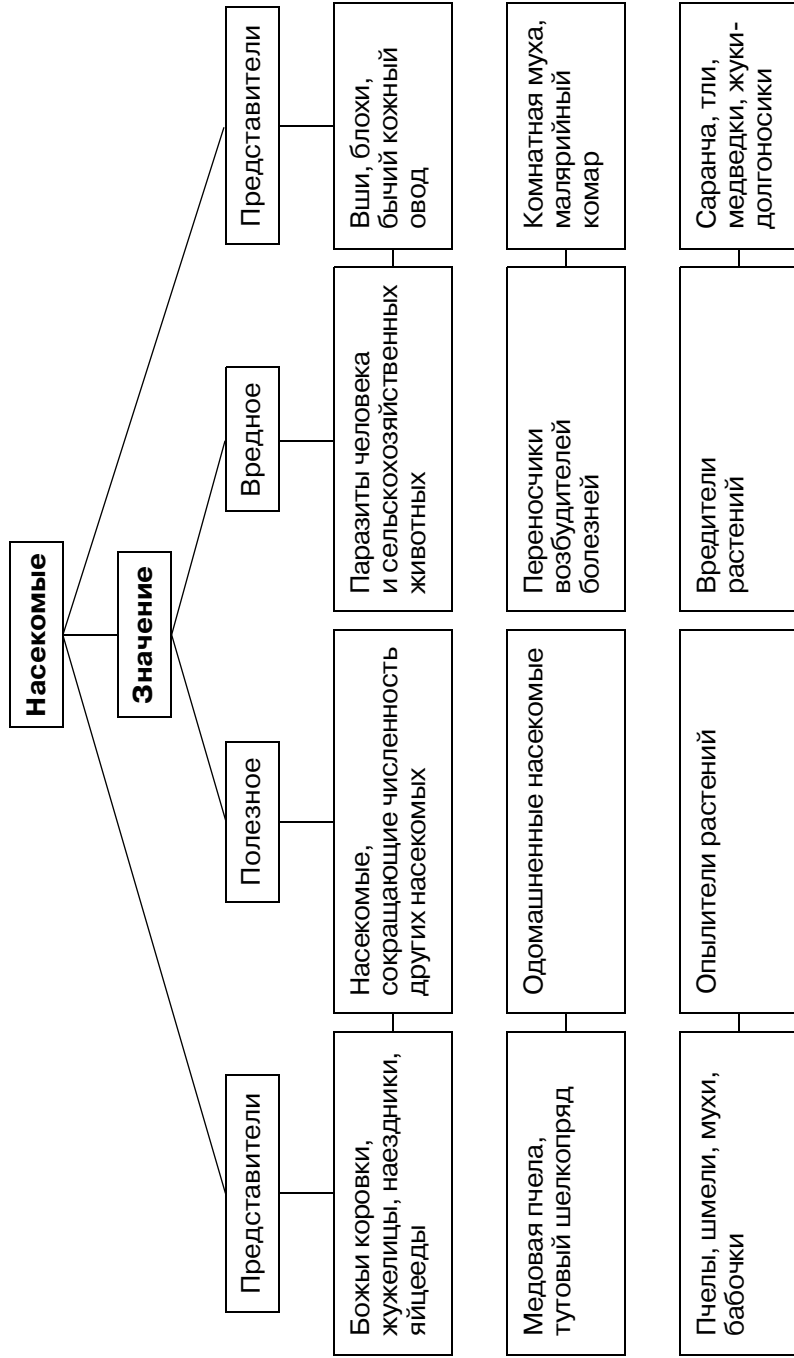 Насекомые
Значение
Представители
Полезное
Вредное
Представители
Божьи коровки,
жужелицы, наездники,
яйцееды
Насекомые,
сокращающие численность
других насекомых
Паразиты человека
и сельскохозяйственных
животных
Вши, блохи,
бычий кожный
овод
Медовая пчела,
тутовый шелкопряд
Одомашненные насекомые
Переносчики
возбудителей
болезней
Комнатная муха,
малярийный
комар
Пчелы, шмели, мухи,
бабочки
Опылители растений
Вредители
растений
Саранча, тли,
медведки, жуки-
долгоносики